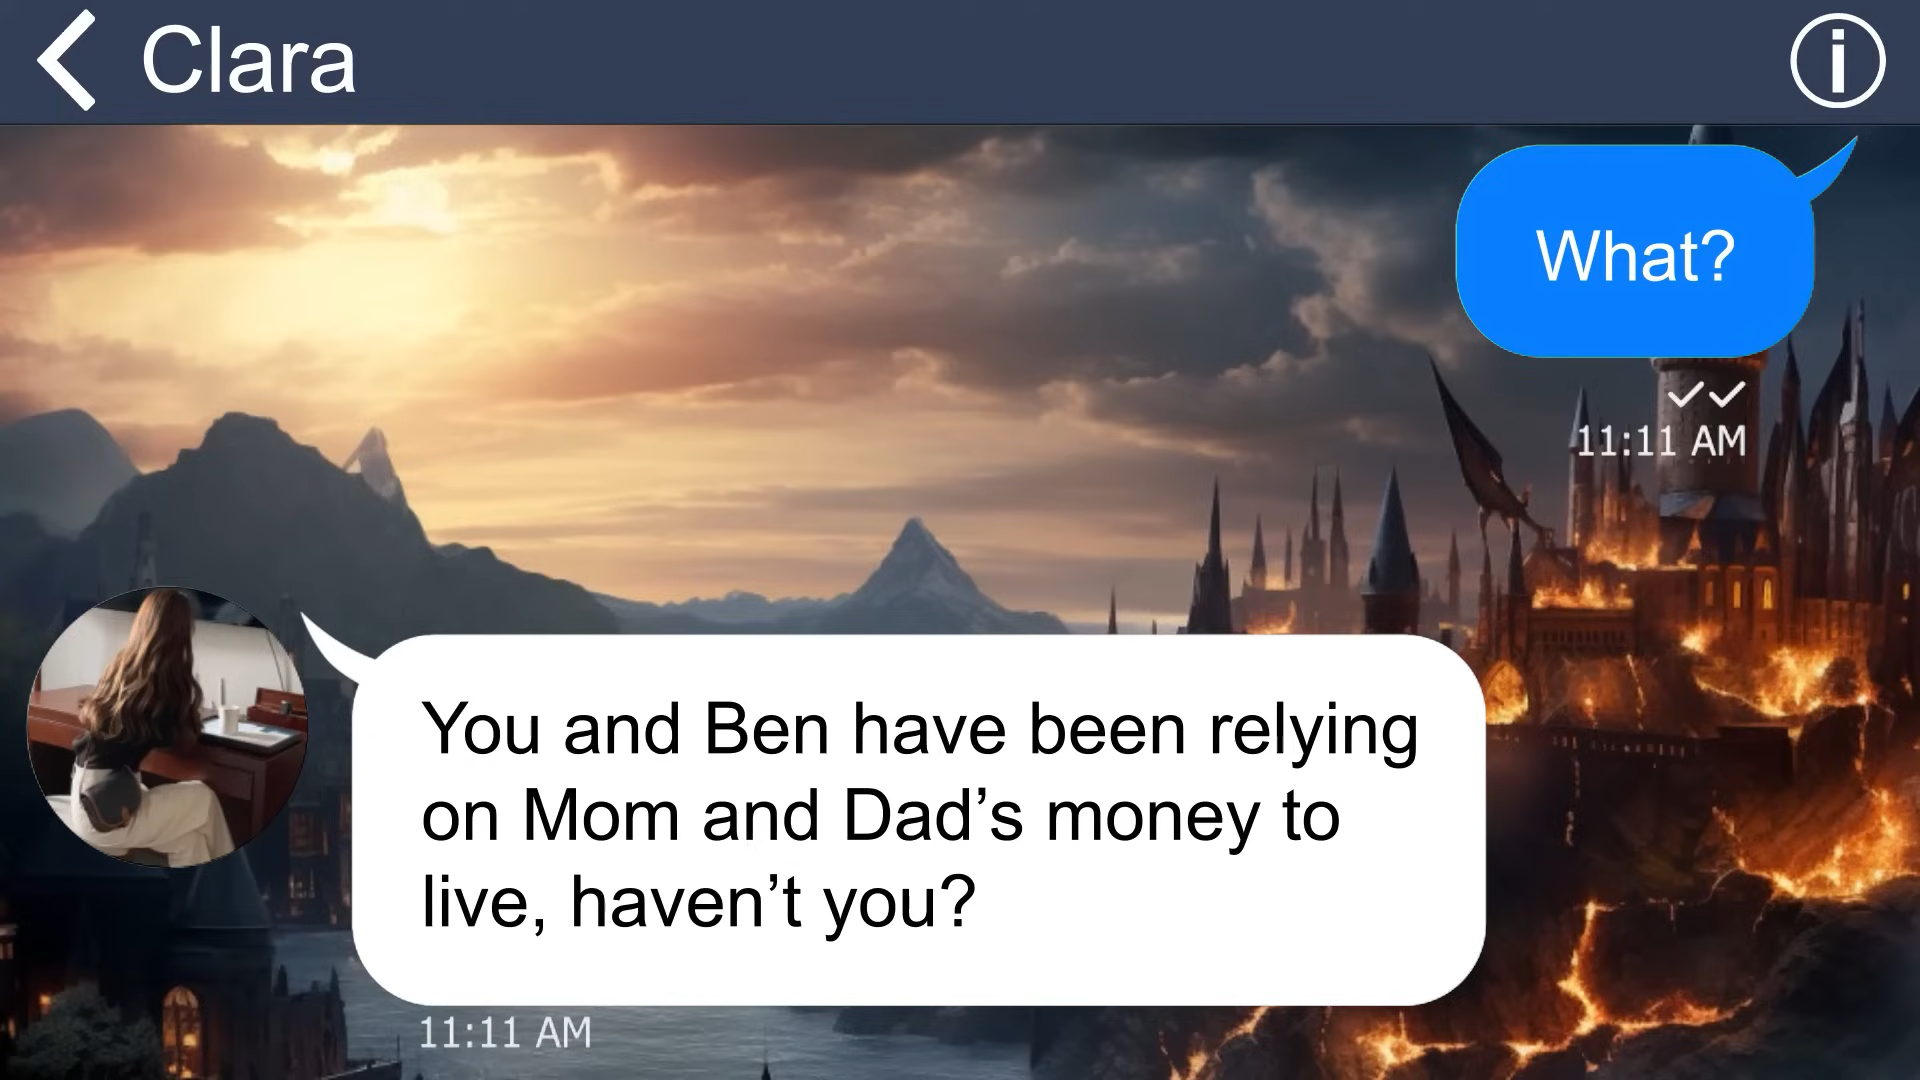 Clara
What?
11:11 AM
You and Ben have been relying
on Mom and Dad’s money to
live, haven’t you?
11:11 AM